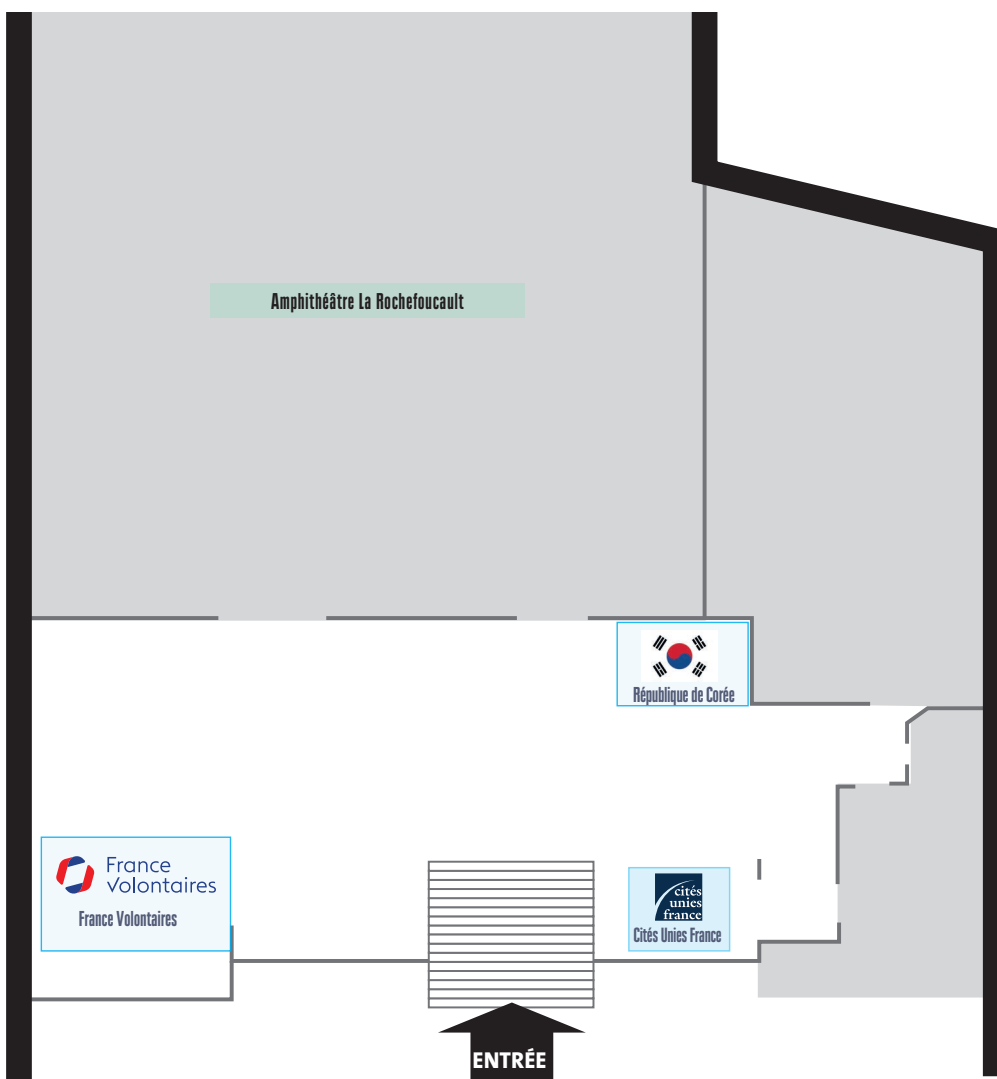 Amphithéâtre La Rochefoucault
République de Corée
France
Volontaires
France Volontaires
cités
unies
france
Cités Unies France
ENTRÉE